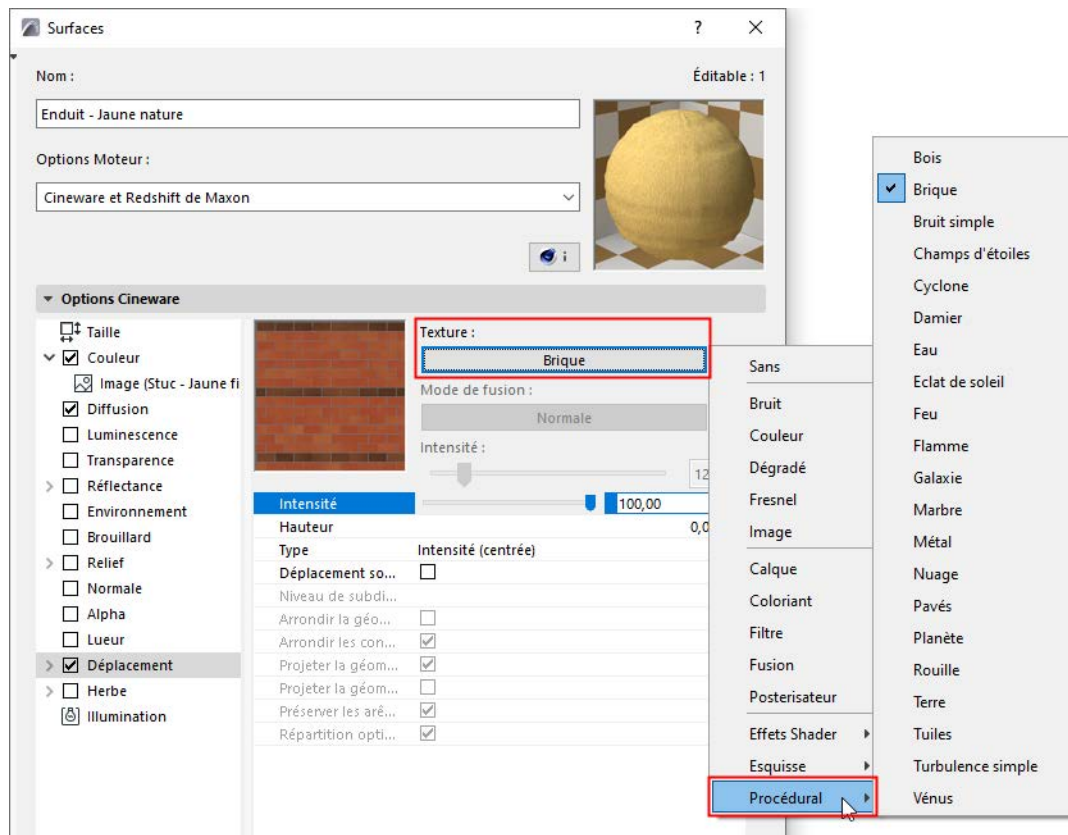 Surfaces
?
Nom :
Éditable : 1
Enduit - Jaune nature
Options Moteur :
Cineware et Redshift de Maxon
i
Options Cineware
Taille
Couleur
Image (Stuc - Jaune fi
Diffusion
Luminescence
Transparence
Réflectance
Environnement
Brouillard
Relief
Normale
Alpha
Lueur
Déplacement
Herbe
Illumination
Texture :
Brique
Mode de fusion :
Normale
Intensité :
12
Intensité 100,00
Hauteur 0,0
Type Intensité (centrée)
Déplacement so...
Niveau de subdi...
Arrondir la géo...
Arrondir les con...
Projeter la géom...
Projeter la géom...
Préserver les arê...
Répartition opti...
Sans
Bruit
Couleur
Dégradé
Fresnel
Image
Calque
Coloriant
Filtre
Fusion
Posterisateur
Effets Shader
Esquisse
Procédural
Bois
Brique
Bruit simple
Champs d'étoiles
Cyclone
Damier
Eau
Eclat de soleil
Feu
Flamme
Galaxie
Marbre
Métal
Nuage
Pavés
Planète
Rouille
Terre
Tuiles
Turbulence simple
Vénus